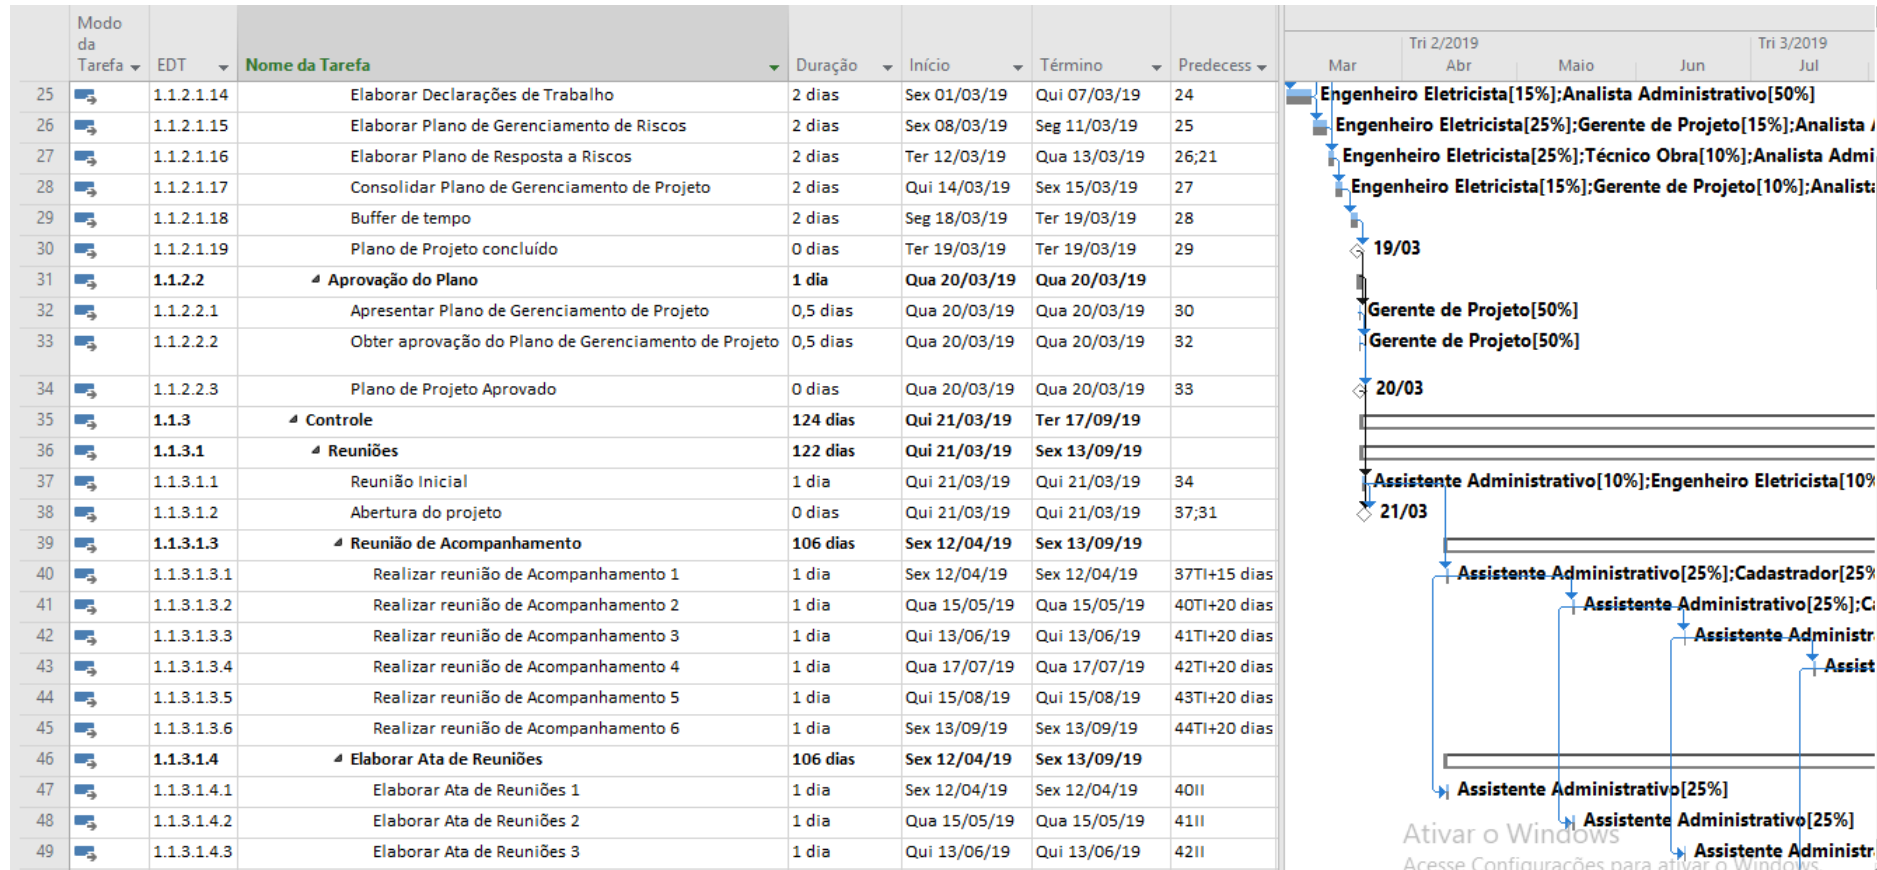 Modo da Tarefa EDT Nome da Tarefa Duração Início Término Predecess
Tri 2/2019 Tri 3/2019
Mar Abr Maio Jun Jul
25 1.1.2.1.14 Elaborar Declarações de Trabalho 2 dias Sex 01/03/19 Qui 07/03/19 24 Engenheiro Eletricista[15%];Analista Administrativo[50%]
26 1.1.2.1.15 Elaborar Plano de Gerenciamento de Riscos 2 dias Sex 08/03/19 Seg 11/03/19 25 Engenheiro Eletricista[25%];Gerente de Projeto[15%];Analista
27 1.1.2.1.16 Elaborar Plano de Resposta a Riscos 2 dias Ter 12/03/19 Qua 13/03/19 26;21 Engenheiro Eletricista[25%];Técnico Obra[10%];Analista Admi
28 1.1.2.1.17 Consolidar Plano de Gerenciamento de Projeto 2 dias Qui 14/03/19 Sex 15/03/19 27 Engenheiro Eletricista[15%];Gerente de Projeto[10%];Analista
29 1.1.2.1.18 Buffer de tempo 2 dias Seg 18/03/19 Ter 19/03/19 28
30 1.1.2.1.19 Plano de Projeto concluído 0 dias Ter 19/03/19 Ter 19/03/19 29 19/03
31 1.1.2.2 Aprovação do Plano 1 dia Qua 20/03/19 Qua 20/03/19
32 1.1.2.2.1 Apresentar Plano de Gerenciamento de Projeto 0,5 dias Qua 20/03/19 Qua 20/03/19 30 Gerente de Projeto[50%]
33 1.1.2.2.2 Obter aprovação do Plano de Gerenciamento de Projeto 0,5 dias Qua 20/03/19 Qua 20/03/19 32 Gerente de Projeto[50%]
34 1.1.2.2.3 Plano de Projeto Aprovado 0 dias Qua 20/03/19 Qua 20/03/19 33 20/03
35 1.1.3 Controle 124 dias Qui 21/03/19 Ter 17/09/19
36 1.1.3.1 Reuniões 122 dias Qui 21/03/19 Sex 13/09/19
37 1.1.3.1.1 Reunião Inicial 1 dia Qui 21/03/19 Qui 21/03/19 34 Assistente Administrativo[10%];Engenheiro Eletricista[10%
38 1.1.3.1.2 Abertura do projeto 0 dias Qui 21/03/19 Qui 21/03/19 37;31 21/03
39 1.1.3.1.3 Reunião de Acompanhamento 106 dias Sex 12/04/19 Sex 13/09/19
40 1.1.3.1.3.1 Realizar reunião de Acompanhamento 1 1 dia Sex 12/04/19 Sex 12/04/19 37TI+15 dias Assistente Administrativo[25%];Cadastrador[25%
41 1.1.3.1.3.2 Realizar reunião de Acompanhamento 2 1 dia Qua 15/05/19 Qua 15/05/19 40TI+20 dias Assistente Administrativo[25%];Ca
42 1.1.3.1.3.3 Realizar reunião de Acompanhamento 3 1 dia Qui 13/06/19 Qui 13/06/19 41TI+20 dias Assistente Administr
43 1.1.3.1.3.4 Realizar reunião de Acompanhamento 4 1 dia Qua 17/07/19 Qua 17/07/19 42TI+20 dias Assist
44 1.1.3.1.3.5 Realizar reunião de Acompanhamento 5 1 dia Qui 15/08/19 Qui 15/08/19 43TI+20 dias
45 1.1.3.1.3.6 Realizar reunião de Acompanhamento 6 1 dia Sex 13/09/19 Sex 13/09/19 44TI+20 dias
46 1.1.3.1.4 Elaborar Ata de Reuniões 106 dias Sex 12/04/19 Sex 13/09/19
47 1.1.3.1.4.1 Elaborar Ata de Reuniões 1 1 dia Sex 12/04/19 Sex 12/04/19 40II Assistente Administrativo[25%]
48 1.1.3.1.4.2 Elaborar Ata de Reuniões 2 1 dia Qua 15/05/19 Qua 15/05/19 41II Assistente Administrativo[25%]
49 1.1.3.1.4.3 Elaborar Ata de Reuniões 3 1 dia Qui 13/06/19 Qui 13/06/19 42II Assistente Administr
Ativar o Windows
Acesse Configurações para ativar o Windows